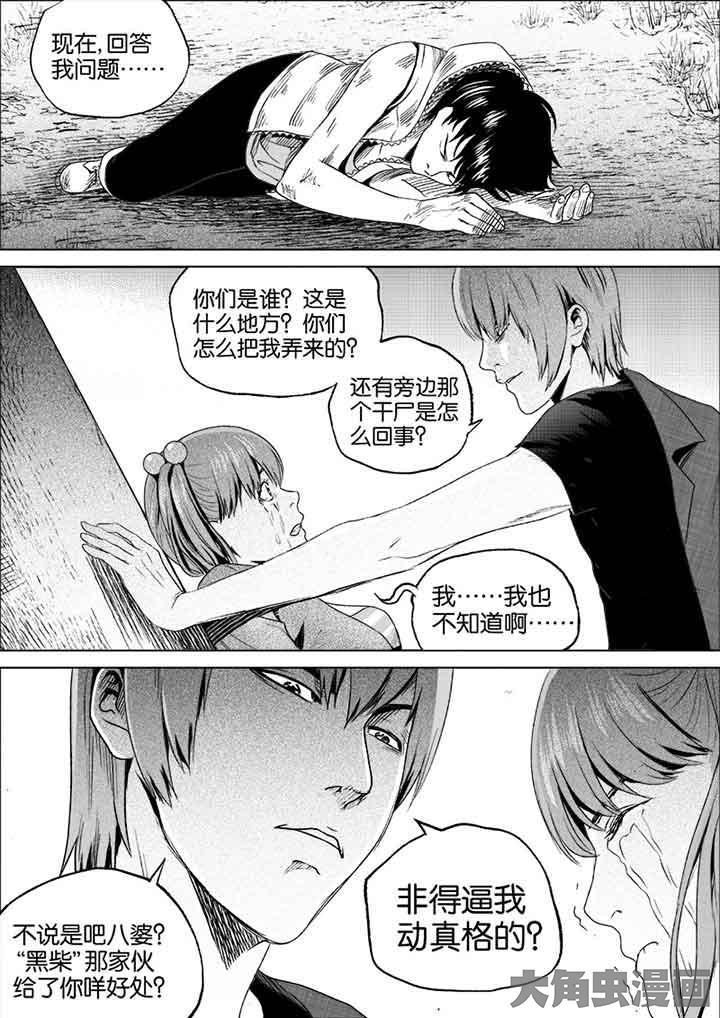 现在,回答
我问题……
你们是谁?这是
什么地方?你们
怎么把我弄来的?
还有旁边那
个干尸是怎
么回事?
我……我也
不知道啊……
不说是吧八婆?
“黑柴”那家伙
给了你咩好处?
非得逼我
动真格的?
大角虫漫画